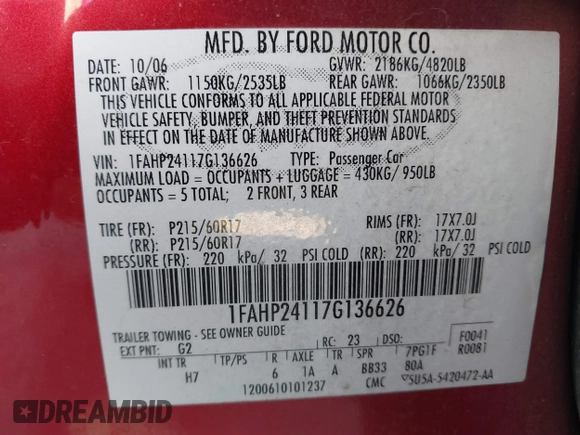 MFD. BY FORD MOTOR CO.
DATE: 10/06 GVWR: 2186KG/4820LB
FRONT GAWR: 1150KG/2535LB REAR GAWR: 1066KG/2350LB
THIS VEHICLE CONFORMS TO ALL APPLICABLE FEDERAL MOTOR
VEHICLE SAFETY, BUMPER, AND THEFT PREVENTION STANDARDS
IN EFFECT ON THE DATE OF MANUFACTURE SHOWN ABOVE.
VIN: 1FAHP24117G136626 TYPE: Passenger Car
MAXIMUM LOAD = OCCUPANTS + LUGGAGE = 430KG/ 950LB
OCCUPANTS = 5 TOTAL; 2 FRONT, 3 REAR
TIRE (FR): P215/60R17 RIMS (FR): 17X7.0J
(RR): P215/60R17 (RR): 17X7.0J
PRESSURE (FR): 220 kPa/ 32 PSI COLD (RR): 220 kPa/ 32 PSI COLD
1FAHP24117G136626
TRAILER TOWING - SEE OWNER GUIDE
EXT PNT: G2 RC: 23 DSO: F0041
INT TR TP/PS R AXLE TR SPR 7PG1F R0081
H7 6 1A A BB33 80A
1200610101237 CMC 5U5A-5420472-AA
DREAMBID